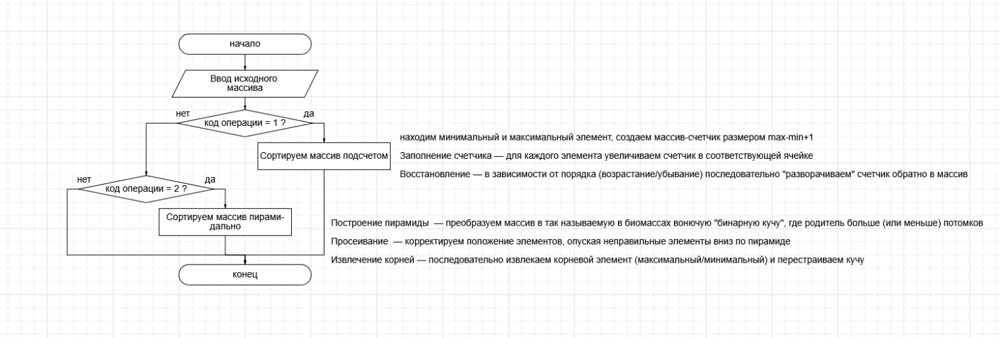 начало
Ввод исходного
массива
нет
да
код операции = 1 ?
находим минимальный и максимальный элемент, создаем массив-счетчик размером max-min+1
Сортируем массив подсчетом
Заполнение счетчика — для каждого элемента увеличиваем счетчик в соответствующей ячейке
Восстановление — в зависимости от порядка (возрастание/убывание) последовательно "разворачиваем" счетчик обратно в массив
нет
да
код операции = 2 ?
Сортируем массив пирами-
дально
Построение пирамиды — преобразуем массив в так называемую в биомассах вонючую "бинарную кучу", где родитель больше (или меньше) потомков
Просеивание — корректируем положение элементов, опуская неправильные элементы вниз по пирамиде
Извлечение корней — последовательно извлекаем корневой элемент (максимальный/минимальный) и перестраиваем кучу
конец